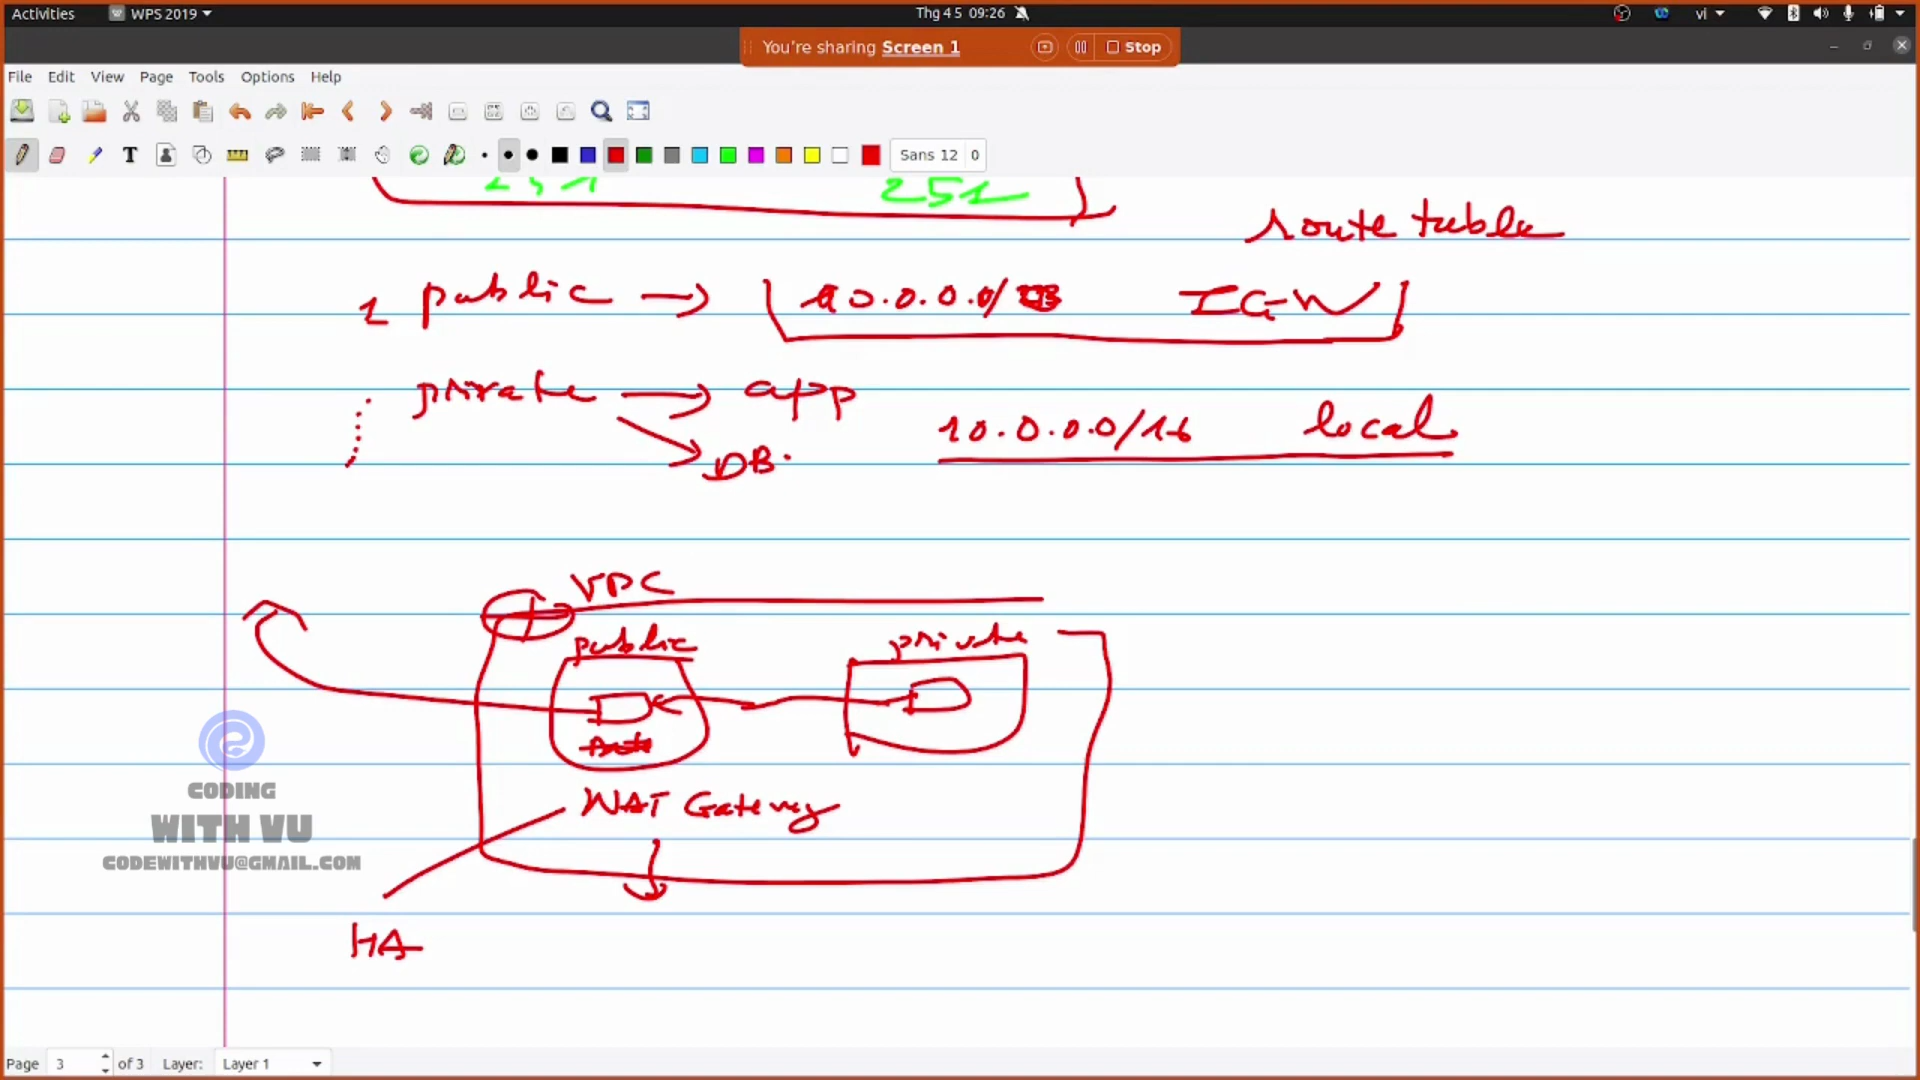 Activities WPS 2019 Thg 4 5 09:26 vi
You're sharing Screen 1 Stop
File Edit View Page Tools Options Help
Sans 12 0
251 251
route table
1 public → IGW
private → app
10.0.0.0/16 local
DB.
VPC
public private
NAT Gateway
HA
CODING
WITH VU
CODEWITHVU@GMAIL.COM
Page 3 of 3 Layer: Layer 1